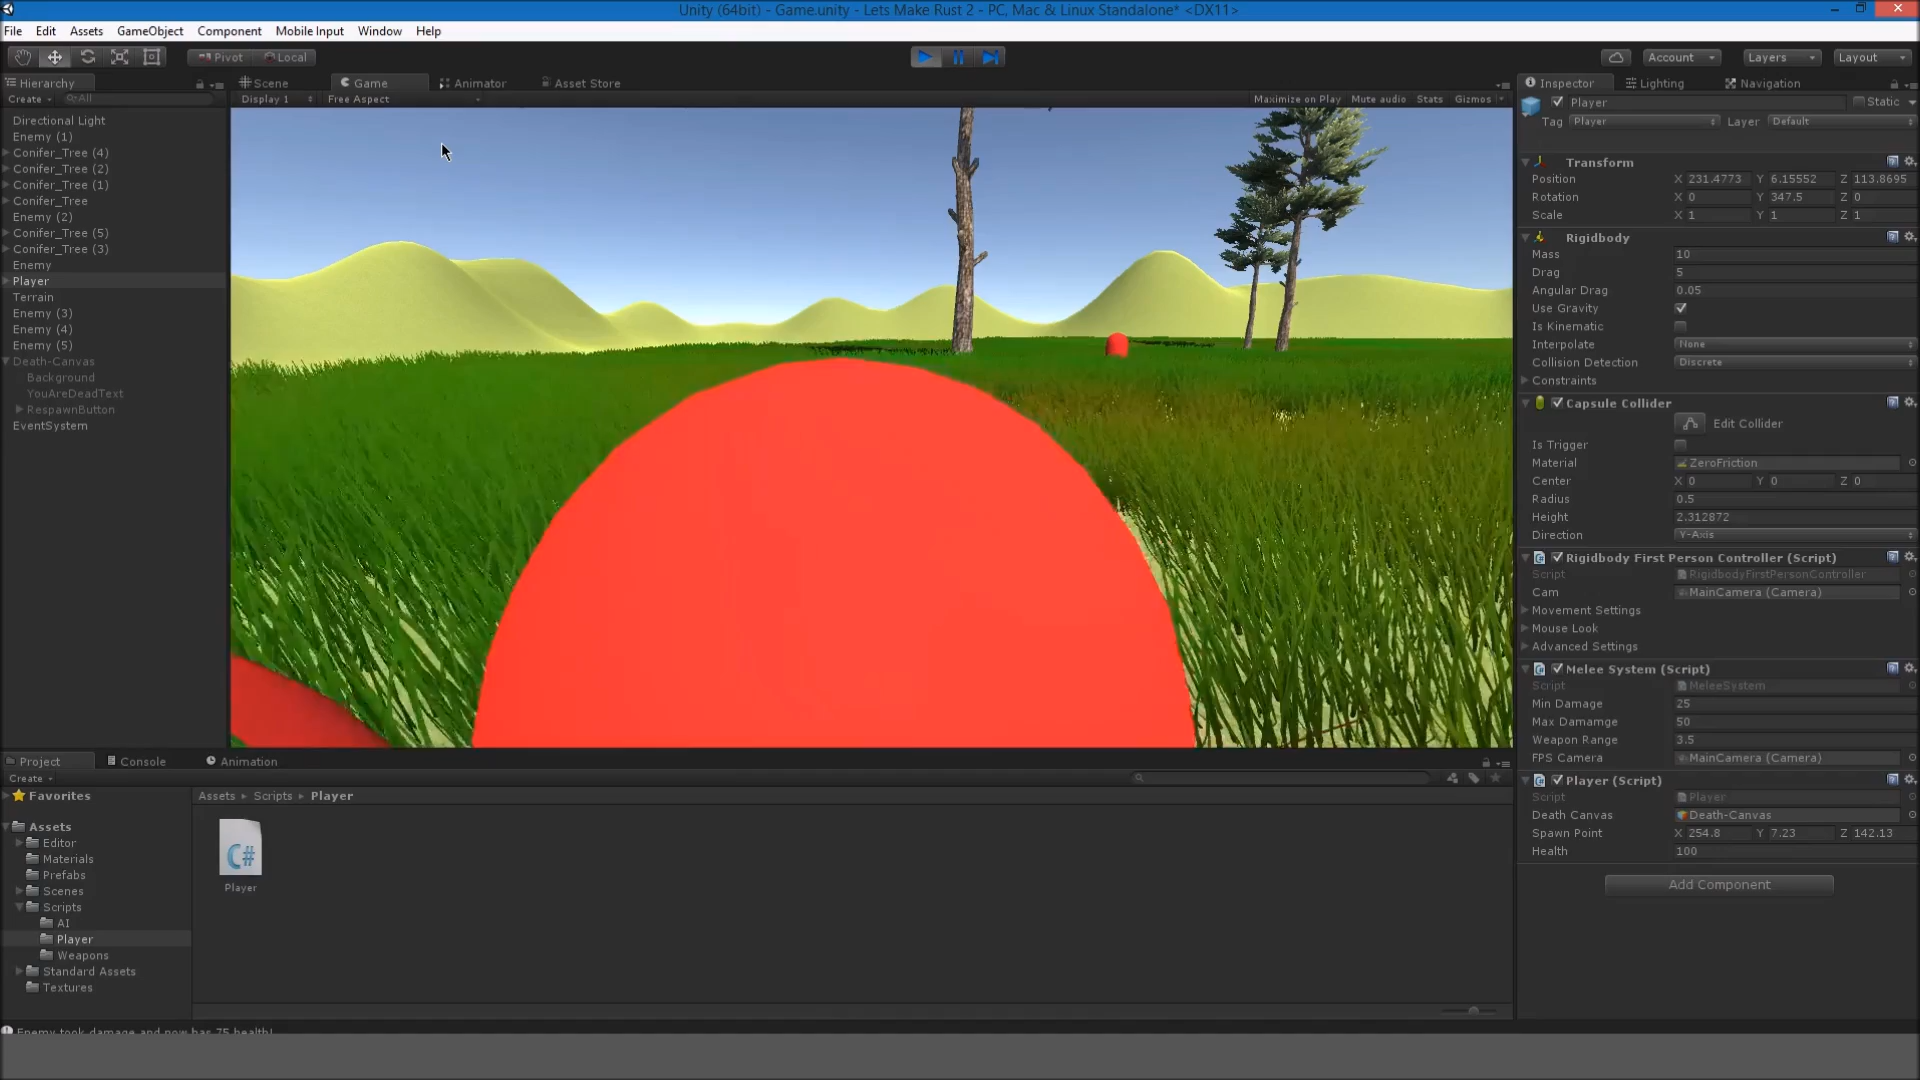 Unity (64bit) - Game.unity - Lets Make Rust 2 - PC, Mac & Linux Standalone* <DX11>
File Edit Assets GameObject Component Mobile Input Window Help
Pivot Local Account Layers Layout
Hierarchy Scene Game Animator Asset Store Inspector Lighting Navigation
Create All Display 1 Free Aspect Maximize on Play Mute audio Stats Gizmos
Player Static
Tag Player Layer Default
Directional Light
Enemy (1)
Conifer_Tree (4)
Conifer_Tree (2)
Conifer_Tree (1)
Conifer_Tree
Enemy (2)
Conifer_Tree (5)
Conifer_Tree (3)
Enemy
Player
Terrain
Enemy (3)
Enemy (4)
Enemy (5)
Death-Canvas
Background
YouAreDeadText
RespawnButton
EventSystem
Transform
Position X 231.4773 Y 6.15552 Z 113.8695
Rotation X 0 Y 347.5 Z 0
Scale X 1 Y 1 Z 1
Rigidbody
Mass 10
Drag 5
Angular Drag 0.05
Use Gravity
Is Kinematic
Interpolate None
Collision Detection Discrete
Constraints
Capsule Collider
Edit Collider
Is Trigger
Material ZeroFriction
Center X 0 Y 0 Z 0
Radius 0.5
Height 2.312872
Direction Y-Axis
Rigidbody First Person Controller (Script)
Script RigidbodyFirstPersonController
Cam MainCamera (Camera)
Movement Settings
Mouse Look
Advanced Settings
Melee System (Script)
Script MeleeSystem
Min Damage 25
Max Damamge 50
Weapon Range 3.5
FPS Camera MainCamera (Camera)
Player (Script)
Script Player
Death Canvas Death-Canvas
Spawn Point X 254.8 Y 7.23 Z 142.13
Health 100
Add Component
Project Console Animation
Create
Favorites
Assets
Editor
Materials
Prefabs
Scenes
Scripts
AI
Player
Weapons
Standard Assets
Textures
Assets Scripts Player
C#
Player
Enemy took damage and now has 75 health!